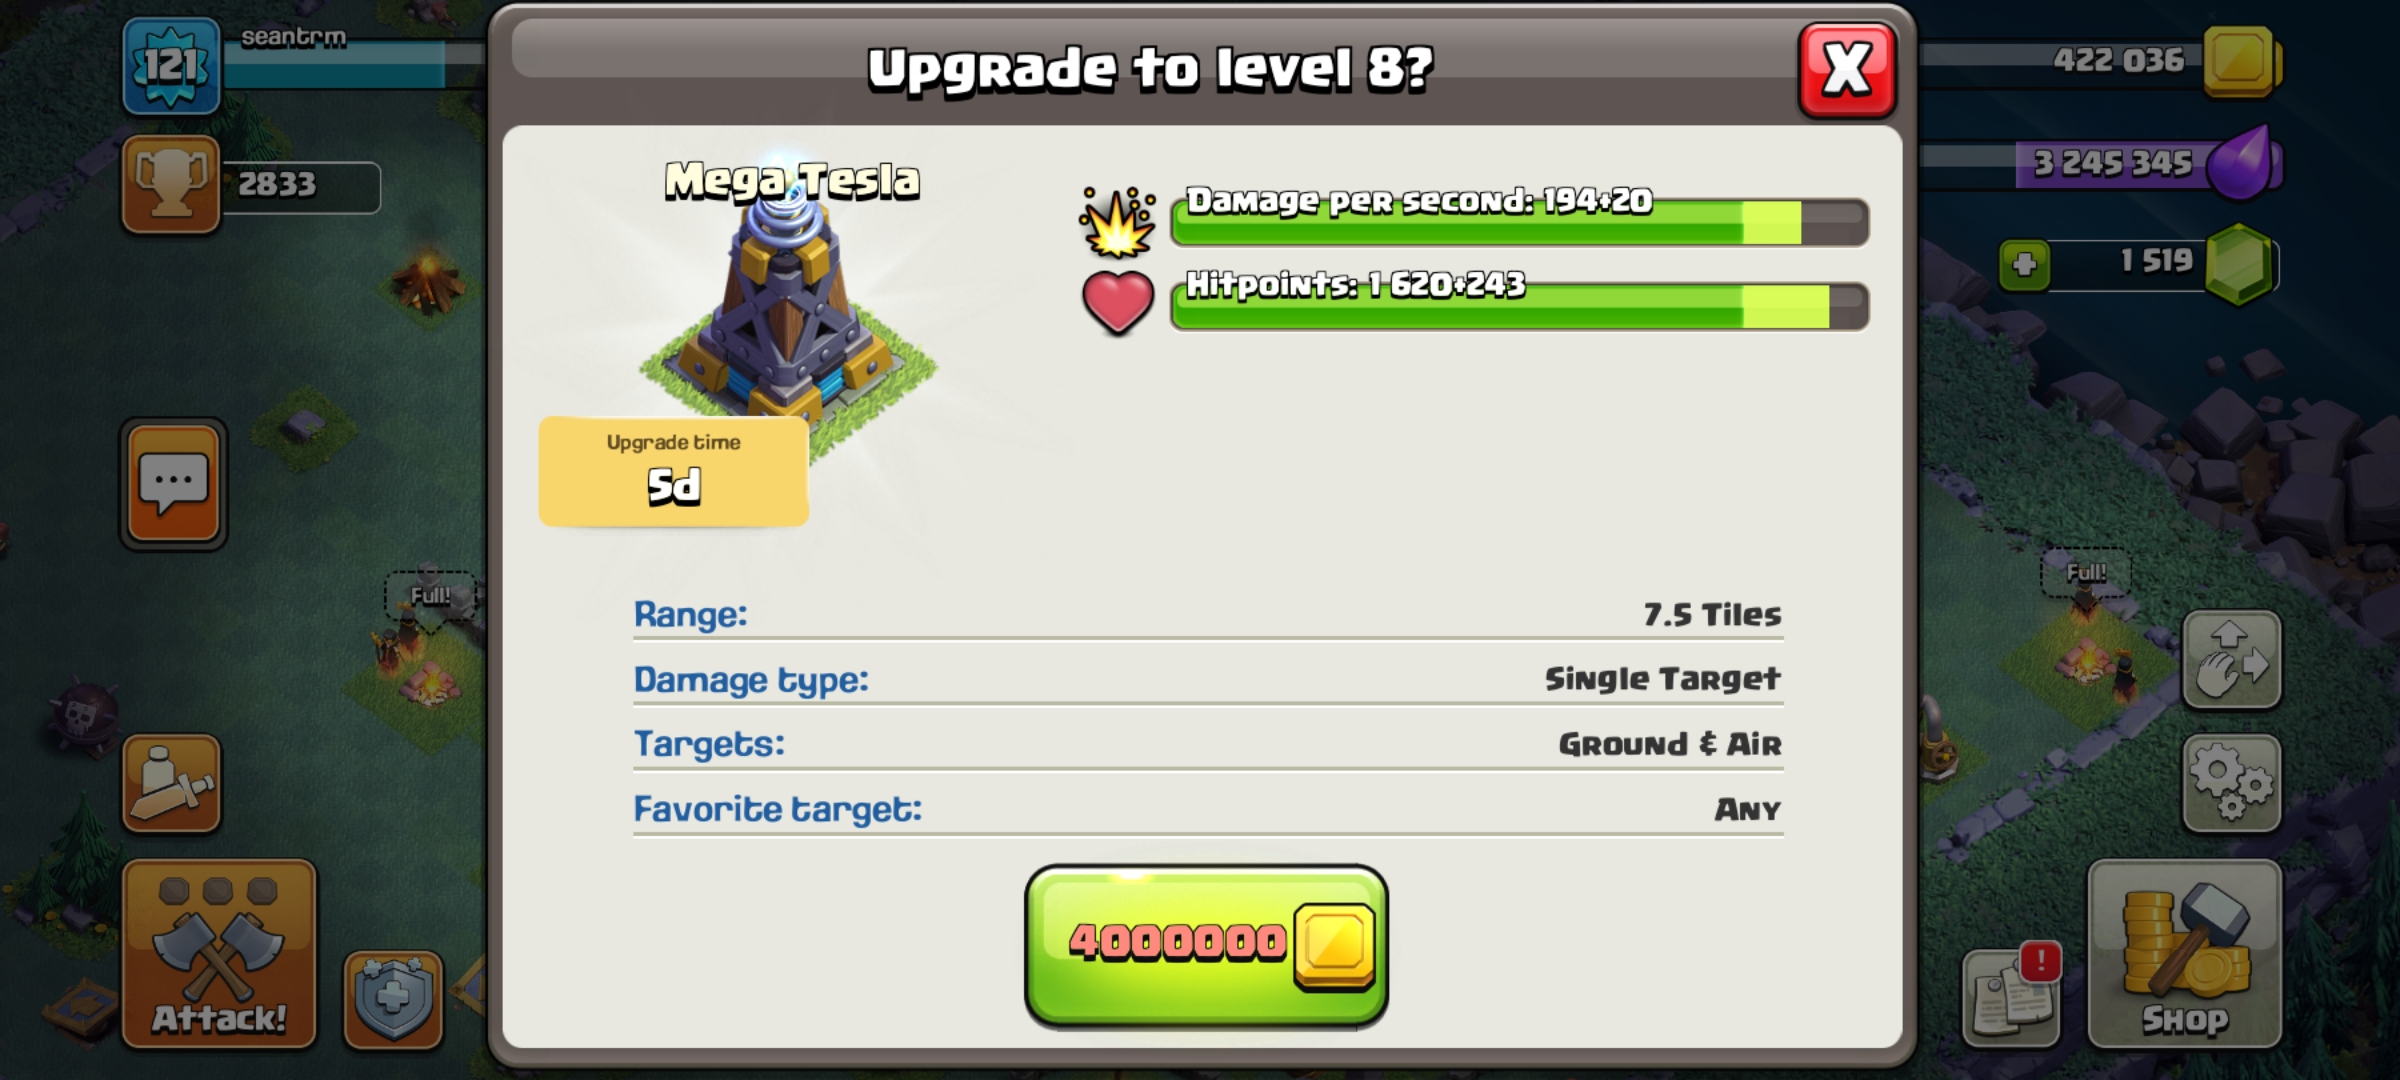 Upgrade to level 8?
X
121
seantrm
2833
422 036
3 245 345
1 519
Mega Tesla
Damage per second: 194+20
Hitpoints: 1 620+243
Upgrade time
5d
Full!
Full!
Range: 7.5 Tiles
Damage type: Single Target
Targets: Ground & Air
Favorite target: Any
4000000
Attack!
!
Shop